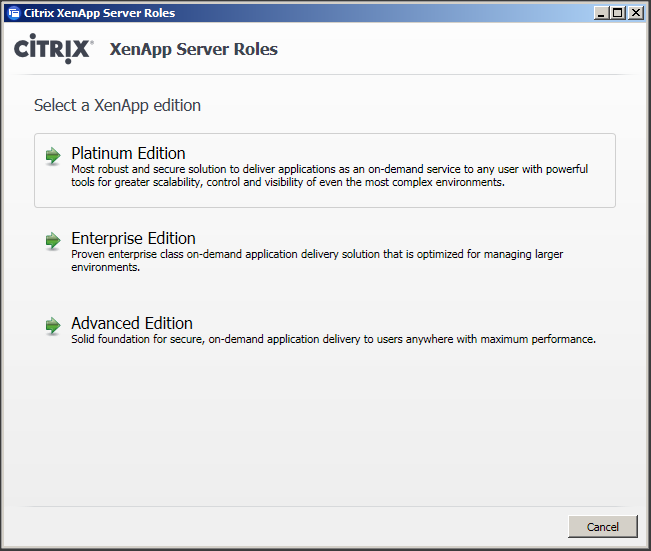 Citrix XenApp Server Roles
CITRIX® XenApp Server Roles
Select a XenApp edition
Platinum Edition
Most robust and secure solution to deliver applications as an on-demand service to any user with powerful
tools for greater scalability, control and visibility of even the most complex environments.
Enterprise Edition
Proven enterprise class on-demand application delivery solution that is optimized for managing larger
environments.
Advanced Edition
Solid foundation for secure, on-demand application delivery to users anywhere with maximum performance.
Cancel